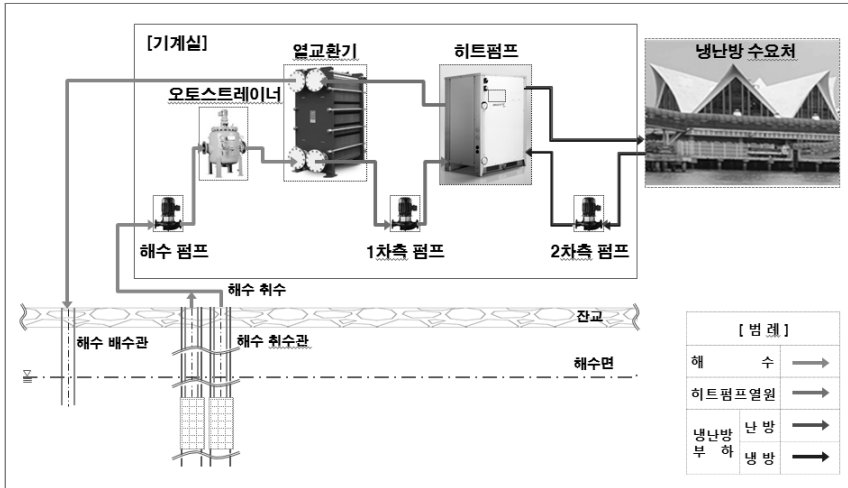 [기계실]
열교환기
히트펌프
냉난방 수요처
오토스트레이너
해수 펌프
1차측 펌프
2차측 펌프
해수 취수
잔교
해수 배수관
해수 취수관
해수면
[ 범 례 ]
해 수
히트펌프열원
냉난방
부 하
난 방
냉 방